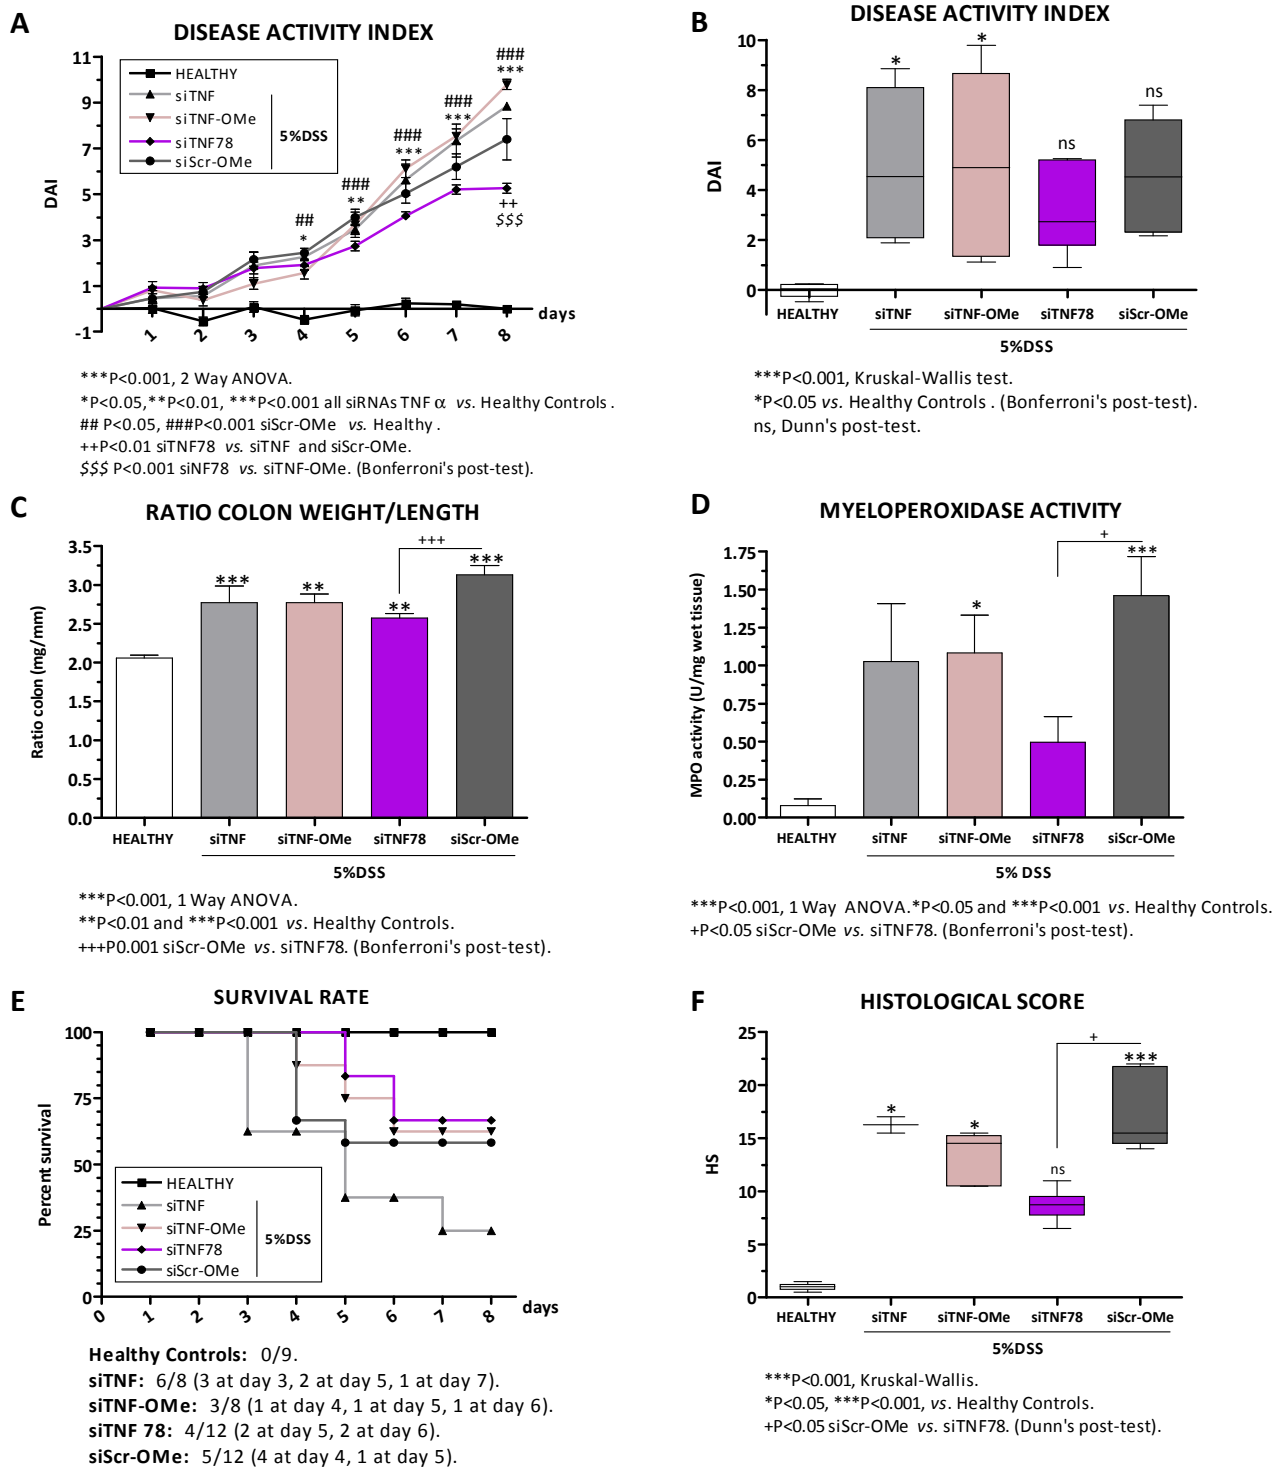 A
DISEASE ACTIVITY INDEX
DAI
11
9
7
5
3
1
-1
HEALTHY
siTNF
siTNF-OMe
siTNF78
siScr-OMe
5%DSS
##
*
###
**
###
***
###
***
###
***
++
$$$
1 2 3 4 5 6 7 8
days
***P<0.001, 2 Way ANOVA.
*P<0.05,**P<0.01, ***P<0.001 all siRNAs TNF α vs. Healthy Controls .
## P<0.05, ###P<0.001 siScr-OMe vs. Healthy .
++P<0.01 siTNF78 vs. siTNF and siScr-OMe.
$$$ P<0.001 siNF78 vs. siTNF-OMe. (Bonferroni's post-test).
B
DISEASE ACTIVITY INDEX
DAI
10
8
6
4
2
0
* * ns ns
HEALTHY siTNF siTNF-OMe siTNF78 siScr-OMe
5%DSS
***P<0.001, Kruskal-Wallis test.
*P<0.05 vs. Healthy Controls . (Bonferroni's post-test).
ns, Dunn's post-test.
C
RATIO COLON WEIGHT/LENGTH
Ratio colon (mg/mm)
3.5
3.0
2.5
2.0
1.5
1.0
0.5
0.0
+++
*** ** ** ***
HEALTHY siTNF siTNF-OMe siTNF78 siScr-OMe
5%DSS
***P<0.001, 1 Way ANOVA.
**P<0.01 and ***P<0.001 vs. Healthy Controls.
+++P0.001 siScr-OMe vs. siTNF78. (Bonferroni's post-test).
D
MYELOPEROXIDASE ACTIVITY
MPO activity (U/mg wet tissue)
1.75
1.50
1.25
1.00
0.75
0.50
0.25
0.00
+
* ***
HEALTHY siTNF siTNF-OMe siTNF78 siScr-OMe
5% DSS
***P<0.001, 1 Way ANOVA.*P<0.05 and ***P<0.001 vs. Healthy Controls.
+P<0.05 siScr-OMe vs. siTNF78. (Bonferroni's post-test).
E
SURVIVAL RATE
Percent survival
100
75
50
25
0
HEALTHY
siTNF
siTNF-OMe
siTNF78
siScr-OMe
5%DSS
0 1 2 3 4 5 6 7 8
days
Healthy Controls: 0/9.
siTNF: 6/8 (3 at day 3, 2 at day 5, 1 at day 7).
siTNF-OMe: 3/8 (1 at day 4, 1 at day 5, 1 at day 6).
siTNF 78: 4/12 (2 at day 5, 2 at day 6).
siScr-OMe: 5/12 (4 at day 4, 1 at day 5).
F
HISTOLOGICAL SCORE
HS
25
20
15
10
5
0
+
* * ns ***
HEALTHY siTNF siTNF-OMe siTNF78 siScr-OMe
5%DSS
***P<0.001, Kruskal-Wallis.
*P<0.05, ***P<0.001, vs. Healthy Controls.
+P<0.05 siScr-OMe vs. siTNF78. (Dunn's post-test).